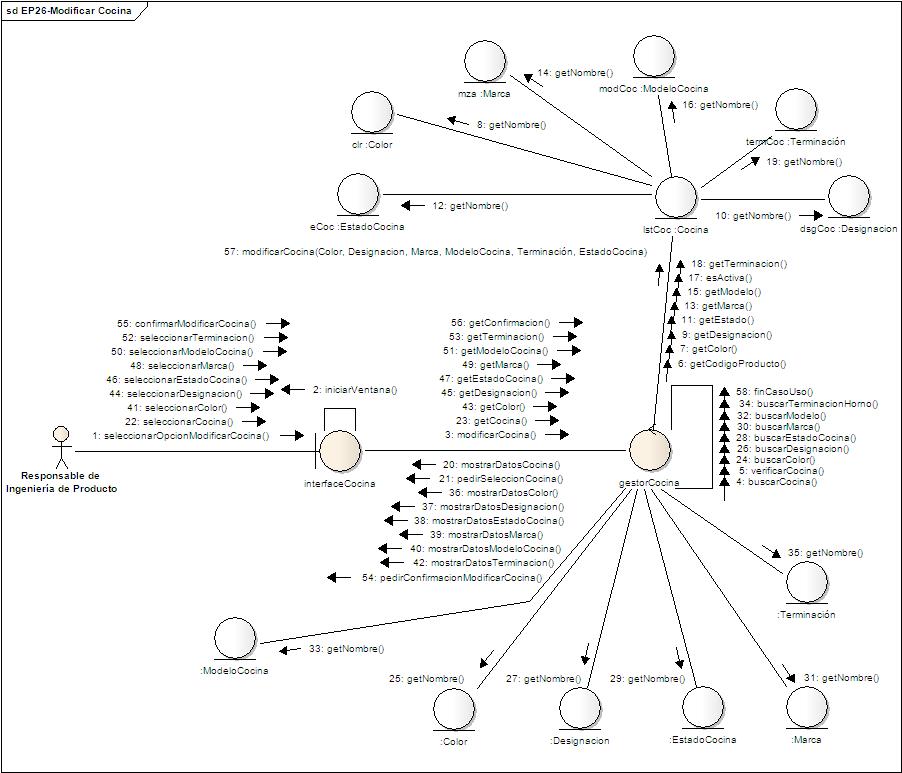 sd EP26-Modificar Cocina
mza :Marca
14: getNombre()
modCoc :ModeloCocina
16: getNombre()
clr :Color
8: getNombre()
termCoc :Terminación
19: getNombre()
eCoc :EstadoCocina
12: getNombre()
lstCoc :Cocina
10: getNombre()
dsgCoc :Designacion
57: modificarCocina(Color, Designacion, Marca, ModeloCocina, Terminación, EstadoCocina)
18: getTerminacion()
17: esActiva()
15: getModelo()
13: getMarca()
11: getEstado()
9: getDesignacion()
7: getColor()
6: getCodigoProducto()
55: confirmarModificarCocina()
52: seleccionarTerminacion()
50: seleccionarModeloCocina()
48: seleccionarMarca()
46: seleccionarEstadoCocina()
44: seleccionarDesignacion()
41: seleccionarColor()
22: seleccionarCocina()
1: seleccionarOpcionModificarCocina()
2: iniciarVentana()
56: getConfirmacion()
53: getTerminacion()
51: getModeloCocina()
49: getMarca()
47: getEstadoCocina()
45: getDesignacion()
43: getColor()
23: getCocina()
3: modificarCocina()
58: finCasoUso()
34: buscarTerminacionHorno()
32: buscarModelo()
30: buscarMarca()
28: buscarEstadoCocina()
26: buscarDesignacion()
24: buscarColor()
5: verificarCocina()
4: buscarCocina()
Responsable de
Ingeniería de Producto
interfaceCocina
gestorCocina
20: mostrarDatosCocina()
21: pedirSeleccionCocina()
36: mostrarDatosColor()
37: mostrarDatosDesignacion()
38: mostrarDatosEstadoCocina()
39: mostrarDatosMarca()
40: mostrarDatosModeloCocina()
42: mostrarDatosTerminacion()
54: pedirConfirmacionModificarCocina()
35: getNombre()
:Terminación
33: getNombre()
:ModeloCocina
25: getNombre()
27: getNombre()
29: getNombre()
31: getNombre()
:Color
:Designacion
:EstadoCocina
:Marca